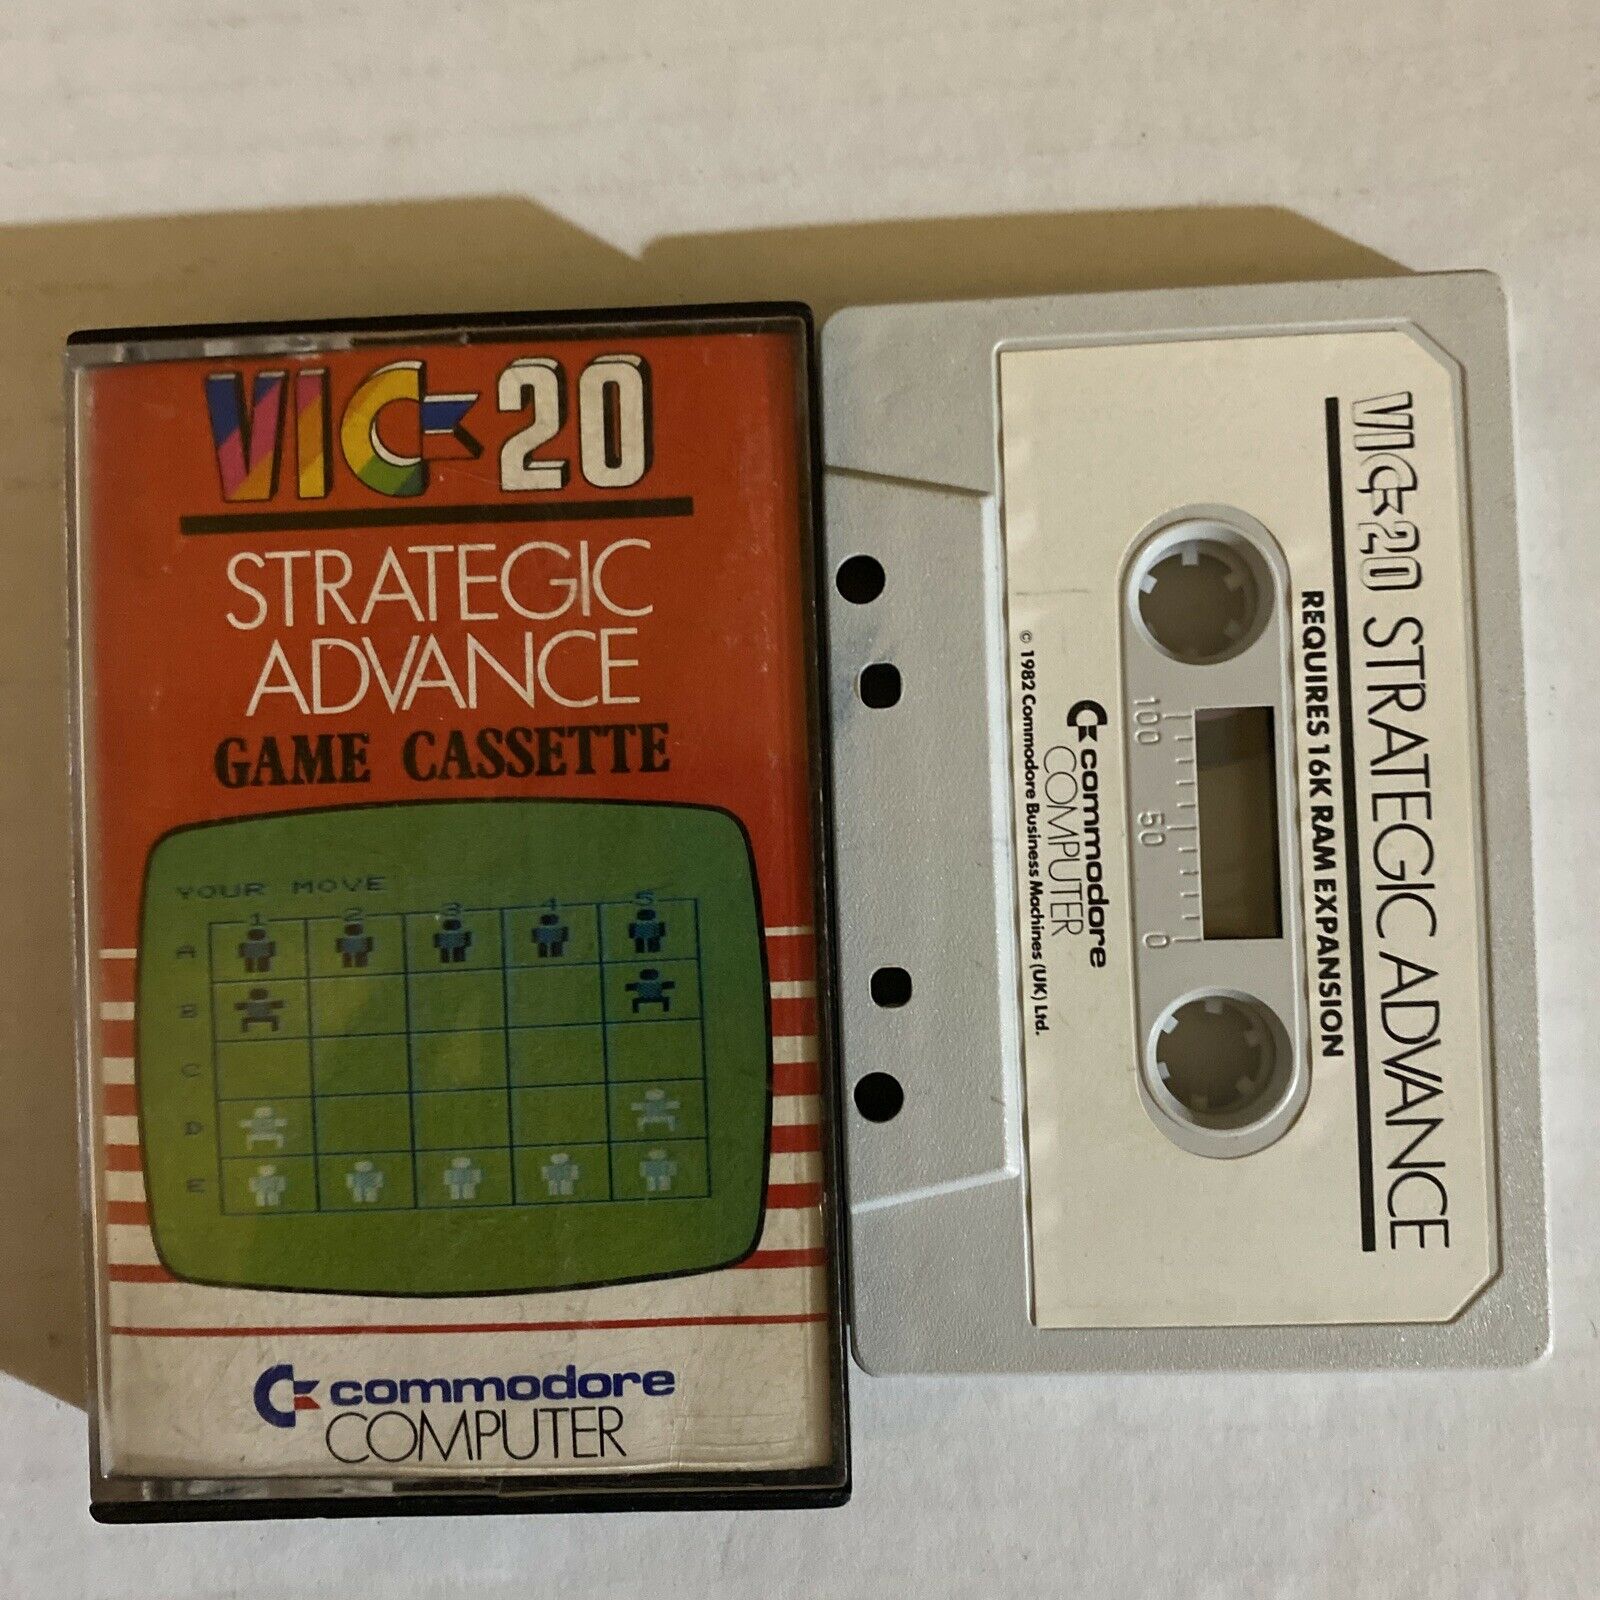 VIC 20
STRATEGIC
ADVANCE
GAME CASSETTE
YOUR MOVE
1 2 3 4 5
A
B
C
D
E
commodore
COMPUTER
VIC 20 STRATEGIC ADVANCE
REQUIRES 16K RAM EXPANSION
100 50 0
commodore
COMPUTER
© 1982 Commodore Business Machines (UK) Ltd.